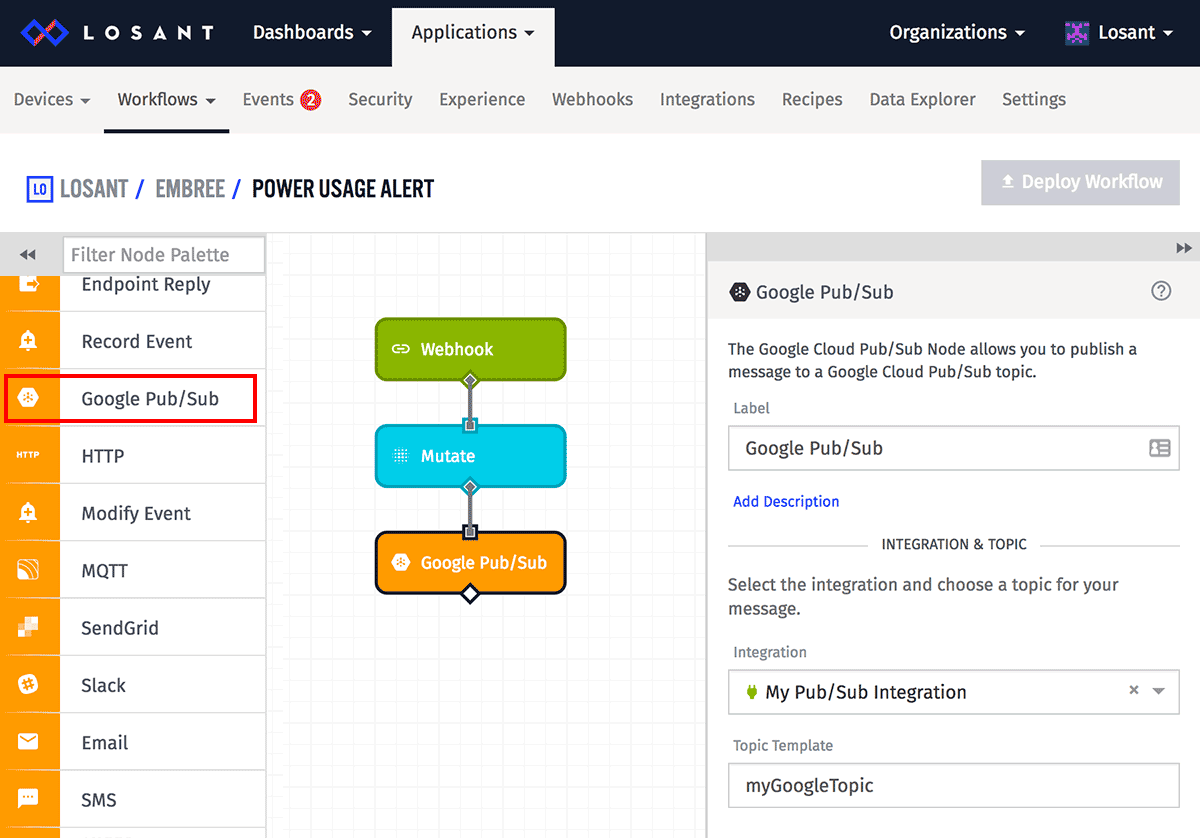 LOSANT Dashboards Applications Organizations Losant
Devices Workflows Events 2 Security Experience Webhooks Integrations Recipes Data Explorer Settings
LO LOSANT / EMBREE / POWER USAGE ALERT
Deploy Workflow
Filter Node Palette
Endpoint Reply
Record Event
Google Pub/Sub
HTTP HTTP
Modify Event
MQTT
SendGrid
Slack
Email
SMS
Webhook
Mutate
Google Pub/Sub
Google Pub/Sub ?
The Google Cloud Pub/Sub Node allows you to publish a
message to a Google Cloud Pub/Sub topic.
Label
Google Pub/Sub
Add Description
INTEGRATION & TOPIC
Select the integration and choose a topic for your
message.
Integration
My Pub/Sub Integration ×
Topic Template
myGoogleTopic